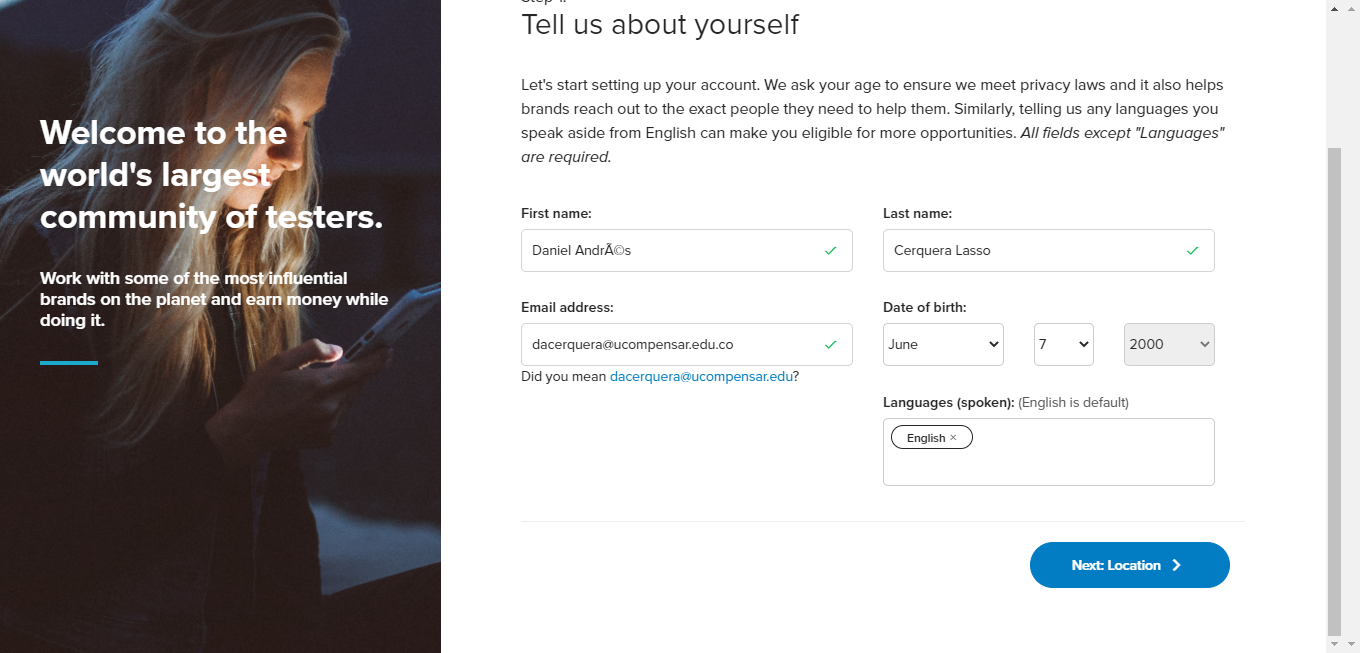 Welcome to the
world's largest
community of testers.
Work with some of the most influential
brands on the planet and earn money while
doing it.
Tell us about yourself
Let's start setting up your account. We ask your age to ensure we meet privacy laws and it also helps
brands reach out to the exact people they need to help them. Similarly, telling us any languages you
speak aside from English can make you eligible for more opportunities. All fields except "Languages"
are required.
First name:
Last name:
Daniel AndrÃ©s
Cerquera Lasso
Email address:
Date of birth:
dacerquera@ucompensar.edu.co
June
7
2000
Did you mean dacerquera@ucompensar.edu?
Languages (spoken): (English is default)
English ×
Next: Location